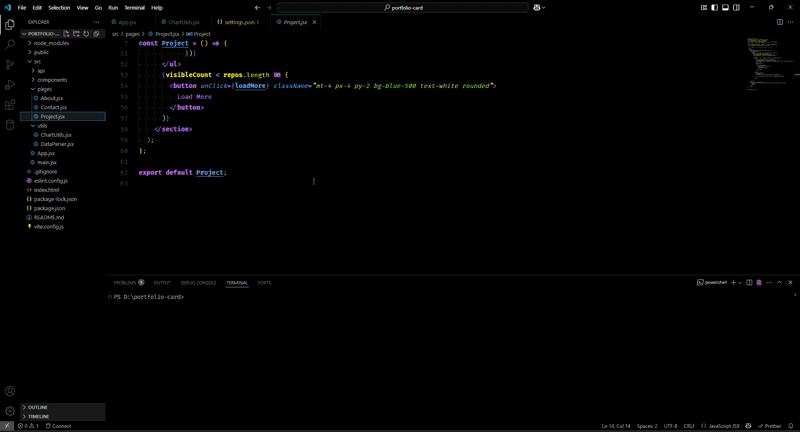 File Edit Selection View Go Run Terminal Help
portfolio-card
EXPLORER
PORTFOLIO-...
node_modules
public
src
api
components
pages
About.jsx
Contact.jsx
Project.jsx
utils
ChartUtils.jsx
DataParser.jsx
App.jsx
main.jsx
.gitignore
eslint.config.js
index.html
package-lock.json
package.json
README.md
vite.config.js
OUTLINE
TIMELINE
App.jsx ChartUtils.jsx settings.json 1 Project.jsx
src > pages > Project.jsx > Project
7 const Project = () => {
51 ))}
52 </ul>
53 {visibleCount < repos.length && (
54 <button onClick={loadMore} className="mt-4 px-4 py-2 bg-blue-500 text-white rounded">
55 Load More
56 </button>
57 )}
58 </section>
59 );
60 };
61
62 export default Project;
63
PROBLEMS OUTPUT DEBUG CONSOLE TERMINAL PORTS
powershell
PS D:\portfolio-card>
0 1 Connect
Ln 14, Col 14 Spaces: 2 UTF-8 CRLF {} JavaScript JSX Prettier